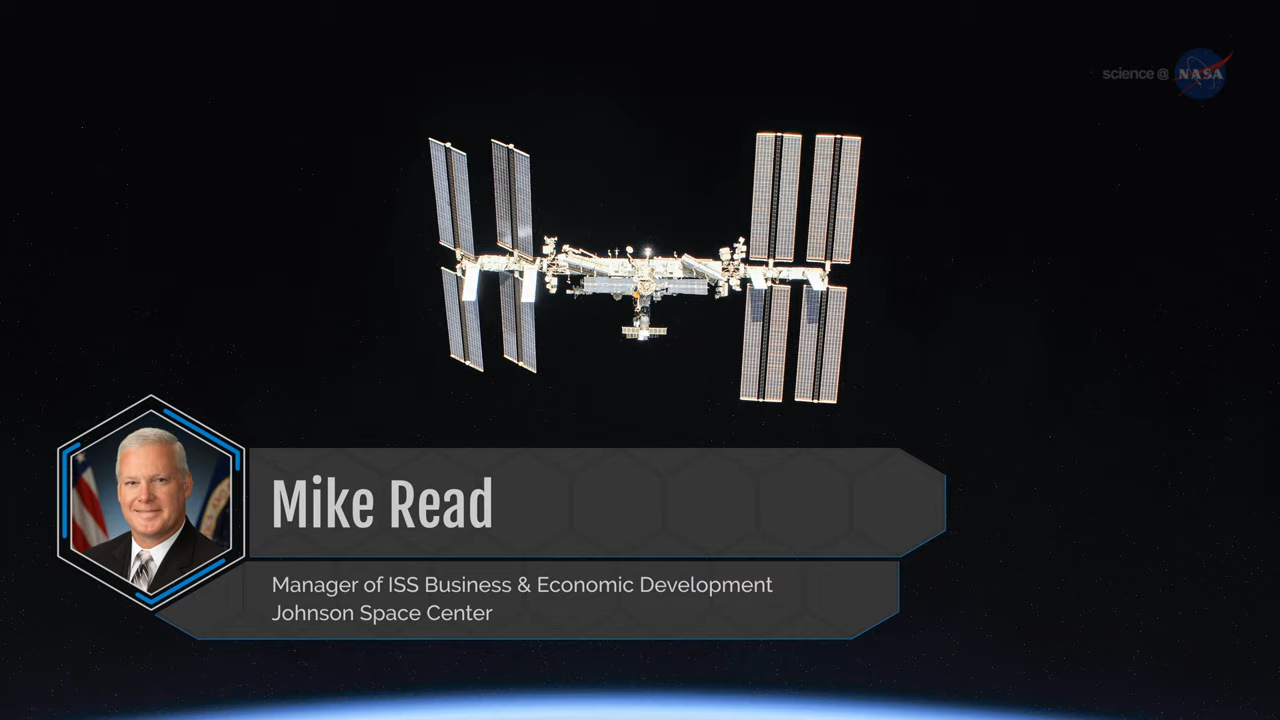 science @ NASA
Mike Read
Manager of ISS Business & Economic Development
Johnson Space Center